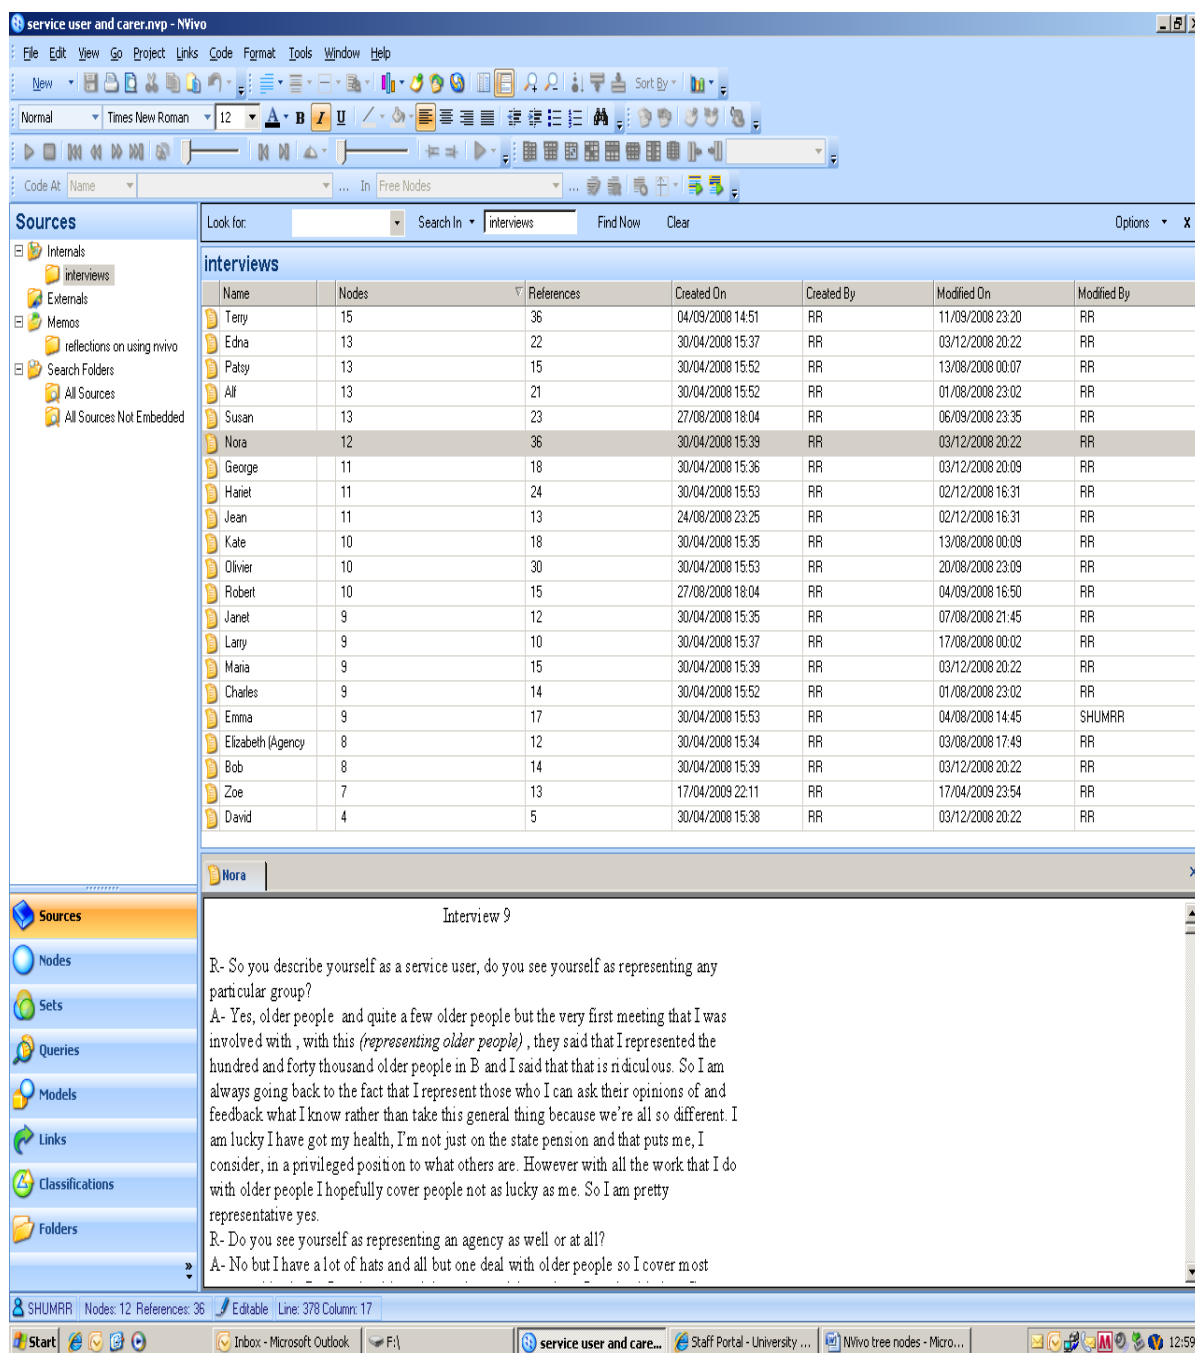 service user and carer.nvp - NVivo
File Edit View Go Project Links Code Format Tools Window Help
New Sort By
Normal Times New Roman 12 A B I U
Code At Name ... In Free Nodes ...
Sources
Look for: Search In interviews Find Now Clear Options x
Internals
interviews
Externals
Memos
reflections on using nvivo
Search Folders
All Sources
All Sources Not Embedded
interviews
Name Nodes References Created On Created By Modified On Modified By
Terry 15 36 04/09/2008 14:51 RR 11/09/2008 23:20 RR
Edna 13 22 30/04/2008 15:37 RR 03/12/2008 20:22 RR
Patsy 13 15 30/04/2008 15:52 RR 13/08/2008 00:07 RR
Alf 13 21 30/04/2008 15:52 RR 01/08/2008 23:02 RR
Susan 13 23 27/08/2008 18:04 RR 06/09/2008 23:35 RR
Nora 12 36 30/04/2008 15:39 RR 03/12/2008 20:22 RR
George 11 18 30/04/2008 15:36 RR 03/12/2008 20:09 RR
Hariet 11 24 30/04/2008 15:53 RR 02/12/2008 16:31 RR
Jean 11 13 24/08/2008 23:25 RR 02/12/2008 16:31 RR
Kate 10 18 30/04/2008 15:35 RR 13/08/2008 00:09 RR
Olivier 10 30 30/04/2008 15:53 RR 20/08/2008 23:09 RR
Robert 10 15 27/08/2008 18:04 RR 04/09/2008 16:50 RR
Janet 9 12 30/04/2008 15:35 RR 07/08/2008 21:45 RR
Larry 9 10 30/04/2008 15:37 RR 17/08/2008 00:02 RR
Maria 9 15 30/04/2008 15:39 RR 03/12/2008 20:22 RR
Charles 9 14 30/04/2008 15:52 RR 01/08/2008 23:02 RR
Emma 9 17 30/04/2008 15:53 RR 04/08/2008 14:45 SHUMRR
Elizabeth (Agency 8 12 30/04/2008 15:34 RR 03/08/2008 17:49 RR
Bob 8 14 30/04/2008 15:39 RR 03/12/2008 20:22 RR
Zoe 7 13 17/04/2009 22:11 RR 17/04/2009 23:54 RR
David 4 5 30/04/2008 15:38 RR 03/12/2008 20:22 RR
Sources
Nodes
Sets
Queries
Models
Links
Classifications
Folders
Nora
Interview 9
R- So you describe yourself as a service user, do you see yourself as representing any
particular group?
A- Yes, older people and quite a few older people but the very first meeting that I was
involved with , with this (representing older people) , they said that I represented the
hundred and forty thousand older people in B and I said that that is ridiculous. So I am
always going back to the fact that I represent those who I can ask their opinions of and
feedback what I know rather than take this general thing because we're all so different. I
am lucky I have got my health, I'm not just on the state pension and that puts me, I
consider, in a privileged position to what others are. However with all the work that I do
with older people I hopefully cover people not as lucky as me. So I am pretty
representative yes.
R- Do you see yourself as representing an agency as well or at all?
A- No but I have a lot of hats and all but one deal with older people so I cover most
SHUMRR Nodes: 12 References: 36 Editable Line: 378 Column: 17
Start Inbox - Microsoft Outlook F:\ service user and care... Staff Portal - University ... NVivo tree nodes - Micro... 12:59